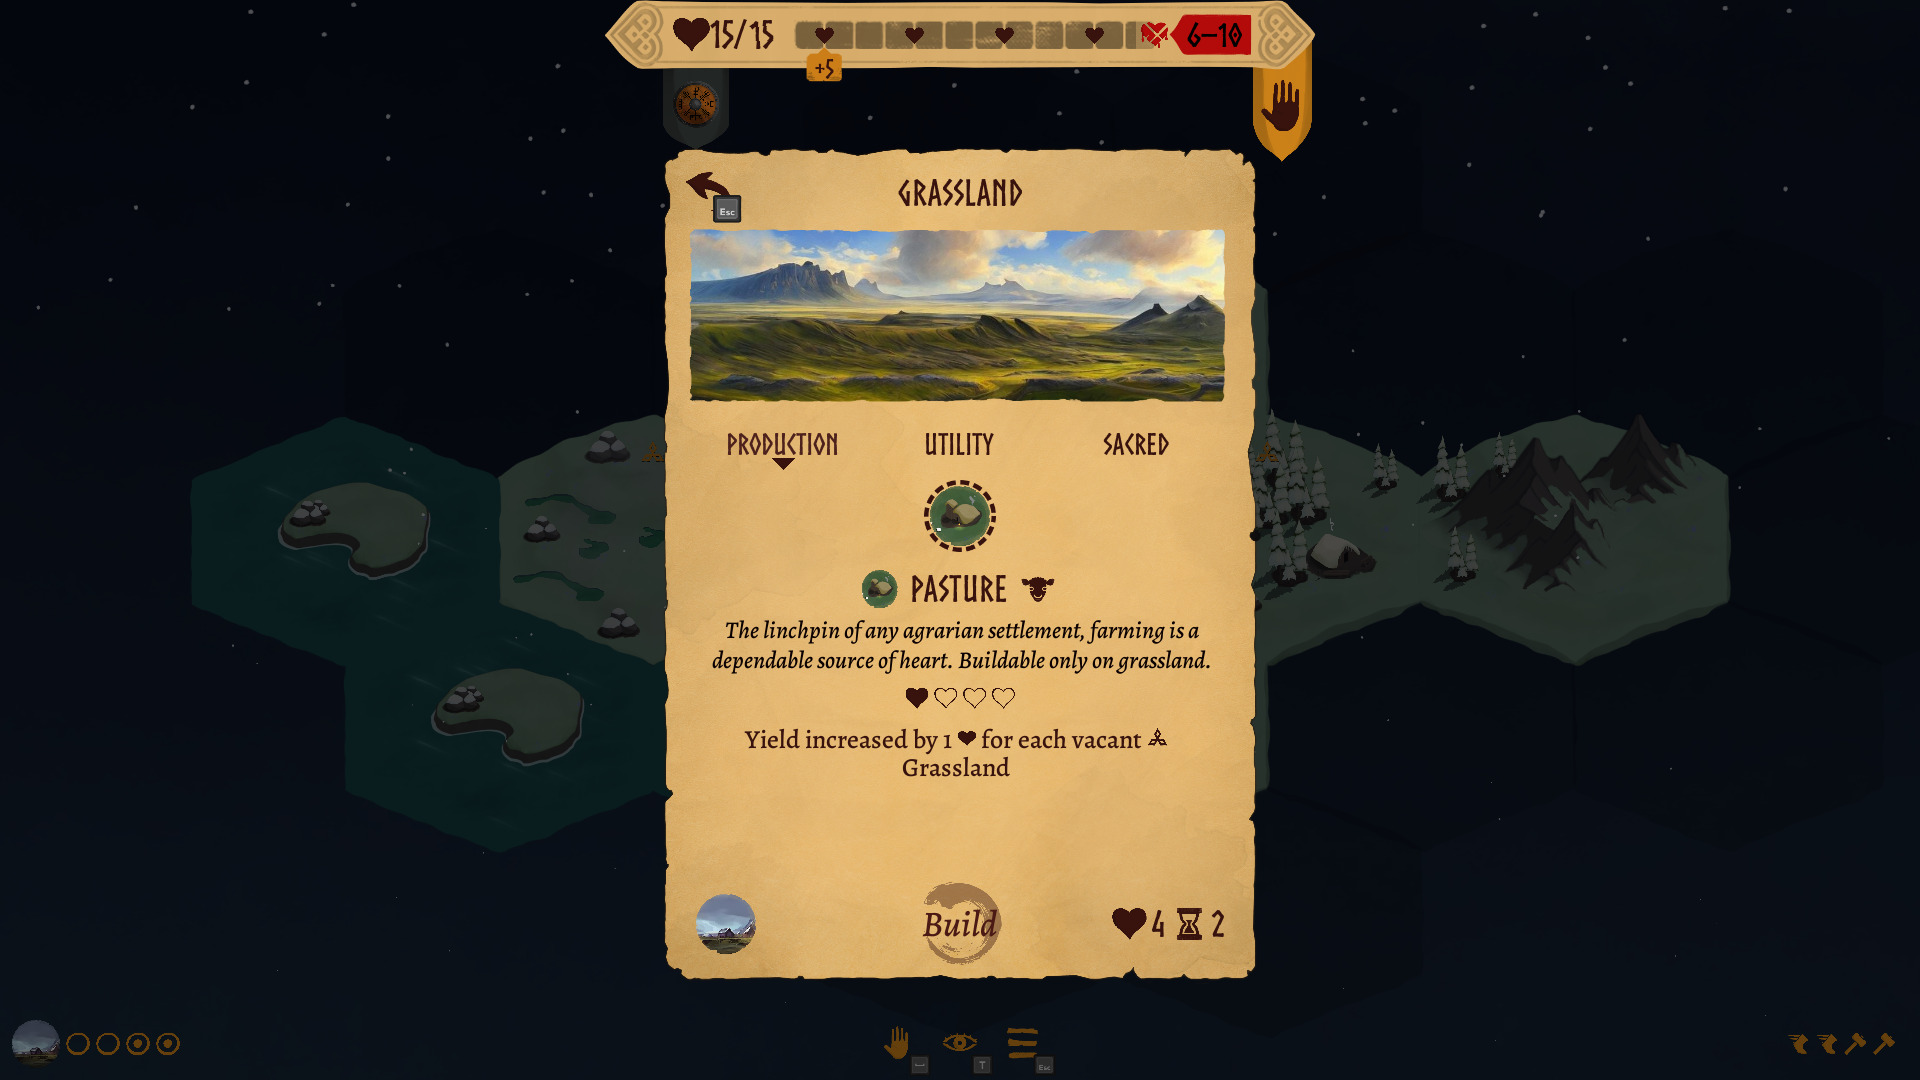 15/15
6–10
+5
Esc
GRASSLAND
PRODUCTION UTILITY SACRED
PASTURE
The linchpin of any agrarian settlement, farming is a
dependable source of heart. Buildable only on grassland.
Yield increased by 1 for each vacant
Grassland
Build
4 2
T
Esc